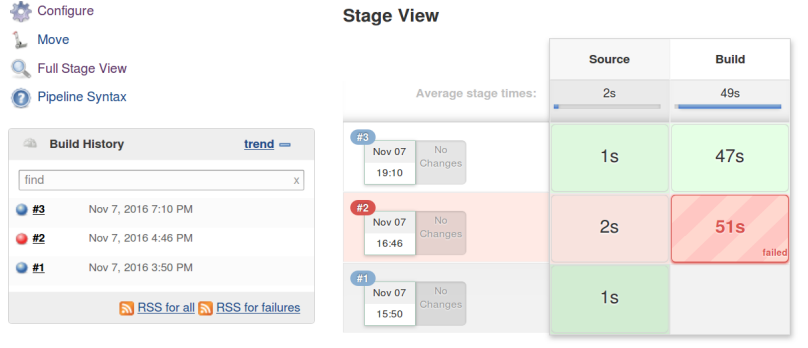 Configure
Move
Full Stage View
Pipeline Syntax
Build History
trend
find
x
#3 Nov 7, 2016 7:10 PM
#2 Nov 7, 2016 4:46 PM
#1 Nov 7, 2016 3:50 PM
RSS for all RSS for failures
Stage View
Source Build
Average stage times: 2s 49s
#3
Nov 07
19:10
No
Changes
1s 47s
#2
Nov 07
16:46
No
Changes
2s 51s
failed
#1
Nov 07
15:50
No
Changes
1s